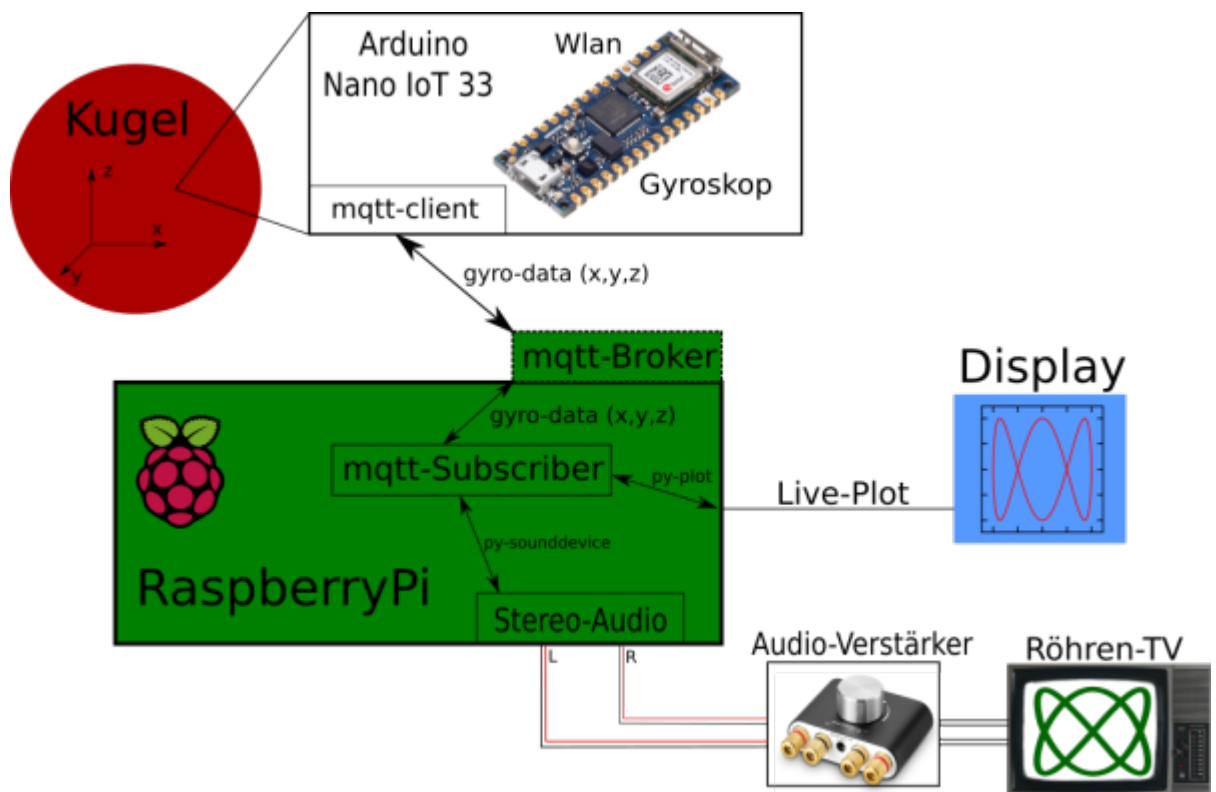 Arduino
Nano IoT 33
Wlan
Gyroskop
mqtt-client
Kugel
z
x
y
gyro-data (x,y,z)
mqtt-Broker
gyro-data (x,y,z)
mqtt-Subscriber
py-plot
py-sounddevice
RaspberryPi
Stereo-Audio
L
R
Live-Plot
Display
Audio-Verstärker
Röhren-TV